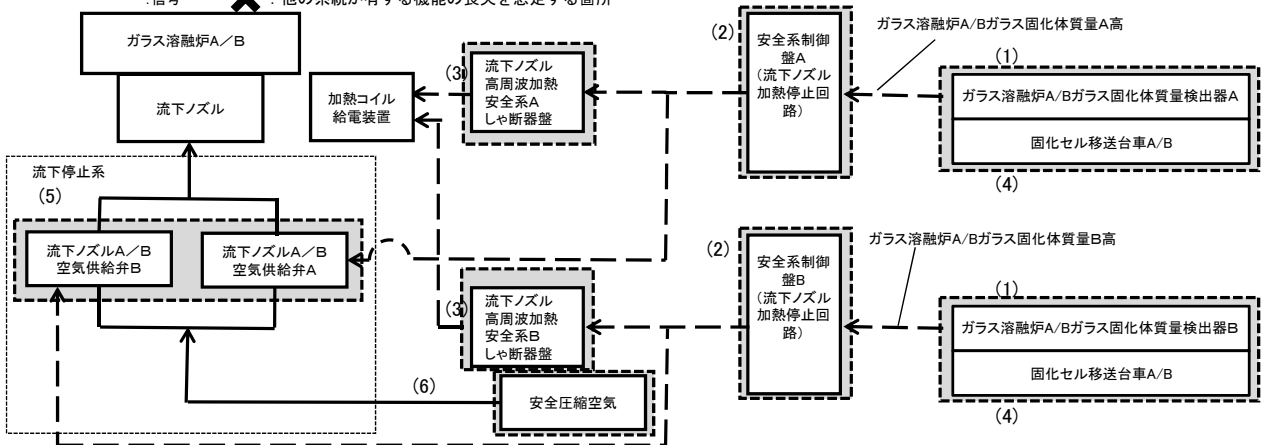 :信号 : 他の系統が有する機能の喪失を想定する箇所
ガラス溶融炉A／B
流下ノズル
加熱コイル
給電装置
(3)
流下ノズル
高周波加熱
安全系A
しゃ断器盤
(2)
安全系制御
盤A
(流下ノズル
加熱停止回
路)
ガラス溶融炉A/Bガラス固化体質量A高
(1)
ガラス溶融炉A/Bガラス固化体質量検出器A
固化セル移送台車A/B
(4)
流下停止系
(5)
流下ノズルA／B
空気供給弁B
流下ノズルA／B
空気供給弁A
(3)
流下ノズル
高周波加熱
安全系B
しゃ断器盤
(2)
安全系制御
盤B
(流下ノズル
加熱停止回
路)
ガラス溶融炉A/Bガラス固化体質量B高
(1)
ガラス溶融炉A/Bガラス固化体質量検出器B
固化セル移送台車A/B
(4)
(6)
安全圧縮空気